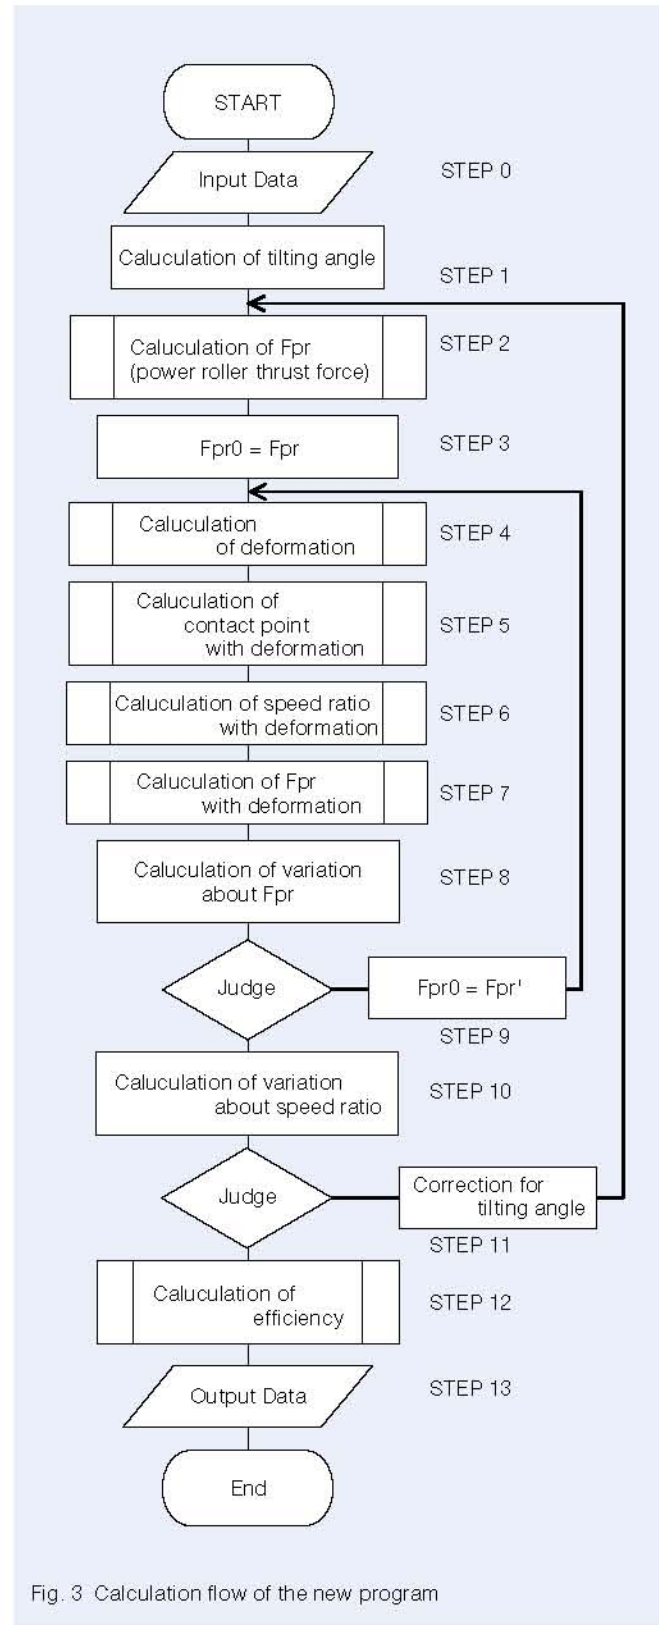 START
Input Data
STEP 0
Caluculation of tilting angle
STEP 1
Caluculation of Fpr
(power roller thrust force)
STEP 2
Fpr0 = Fpr
STEP 3
Caluculation
of deformation
STEP 4
Caluculation of
contact point
with deformation
STEP 5
Caluculation of speed ratio
with deformation
STEP 6
Caluculation of Fpr
with deformation
STEP 7
Caluculation of variation
about Fpr
STEP 8
Judge
Fpr0 = Fpr'
STEP 9
Caluculation of variation
about speed ratio
STEP 10
Judge
Correction for
tilting angle
STEP 11
Caluculation of
efficiency
STEP 12
Output Data
STEP 13
End
Fig. 3 Calculation flow of the new program